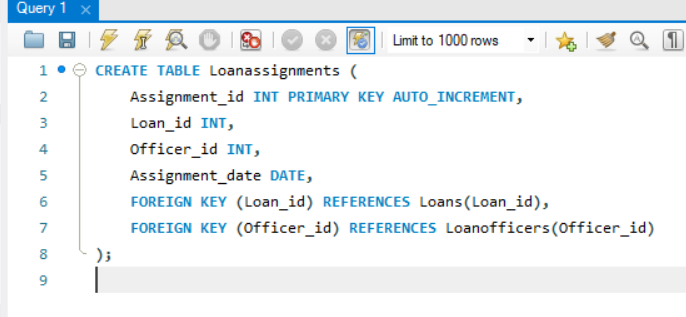 Query 1
Limit to 1000 rows
1 CREATE TABLE Loanassignments (
2 Assignment_id INT PRIMARY KEY AUTO_INCREMENT,
3 Loan_id INT,
4 Officer_id INT,
5 Assignment_date DATE,
6 FOREIGN KEY (Loan_id) REFERENCES Loans(Loan_id),
7 FOREIGN KEY (Officer_id) REFERENCES Loanofficers(Officer_id)
8 );
9